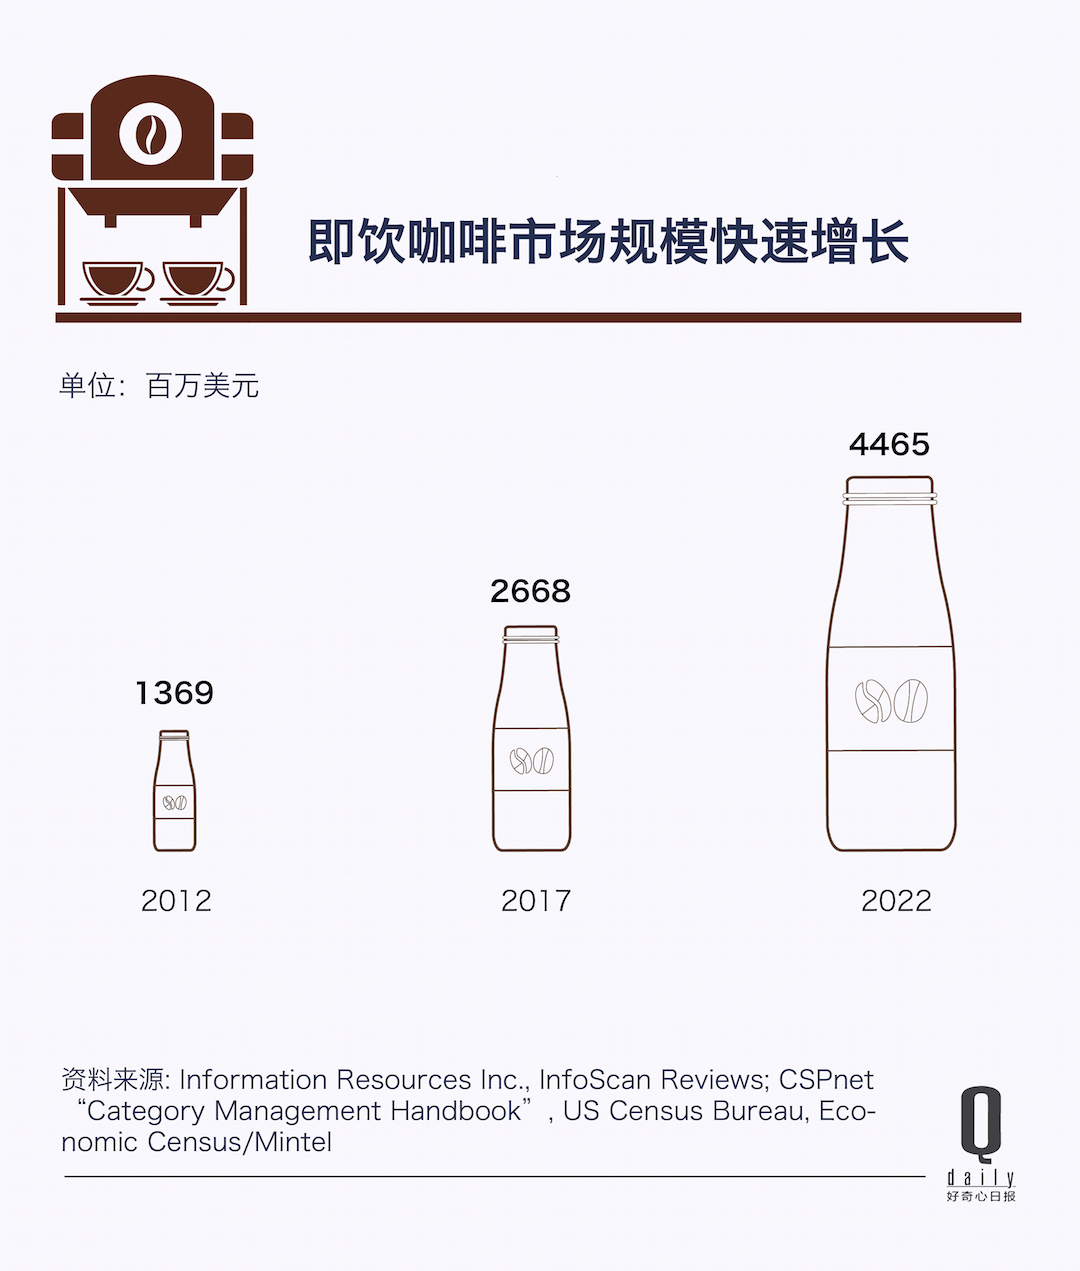 即饮咖啡市场规模快速增长
单位：百万美元
4465
2668
1369
2012
2017
2022
资料来源: Information Resources Inc., InfoScan Reviews; CSPnet
“Category Management Handbook”, US Census Bureau, Eco-
nomic Census/Mintel
Q
daily
好奇心日报